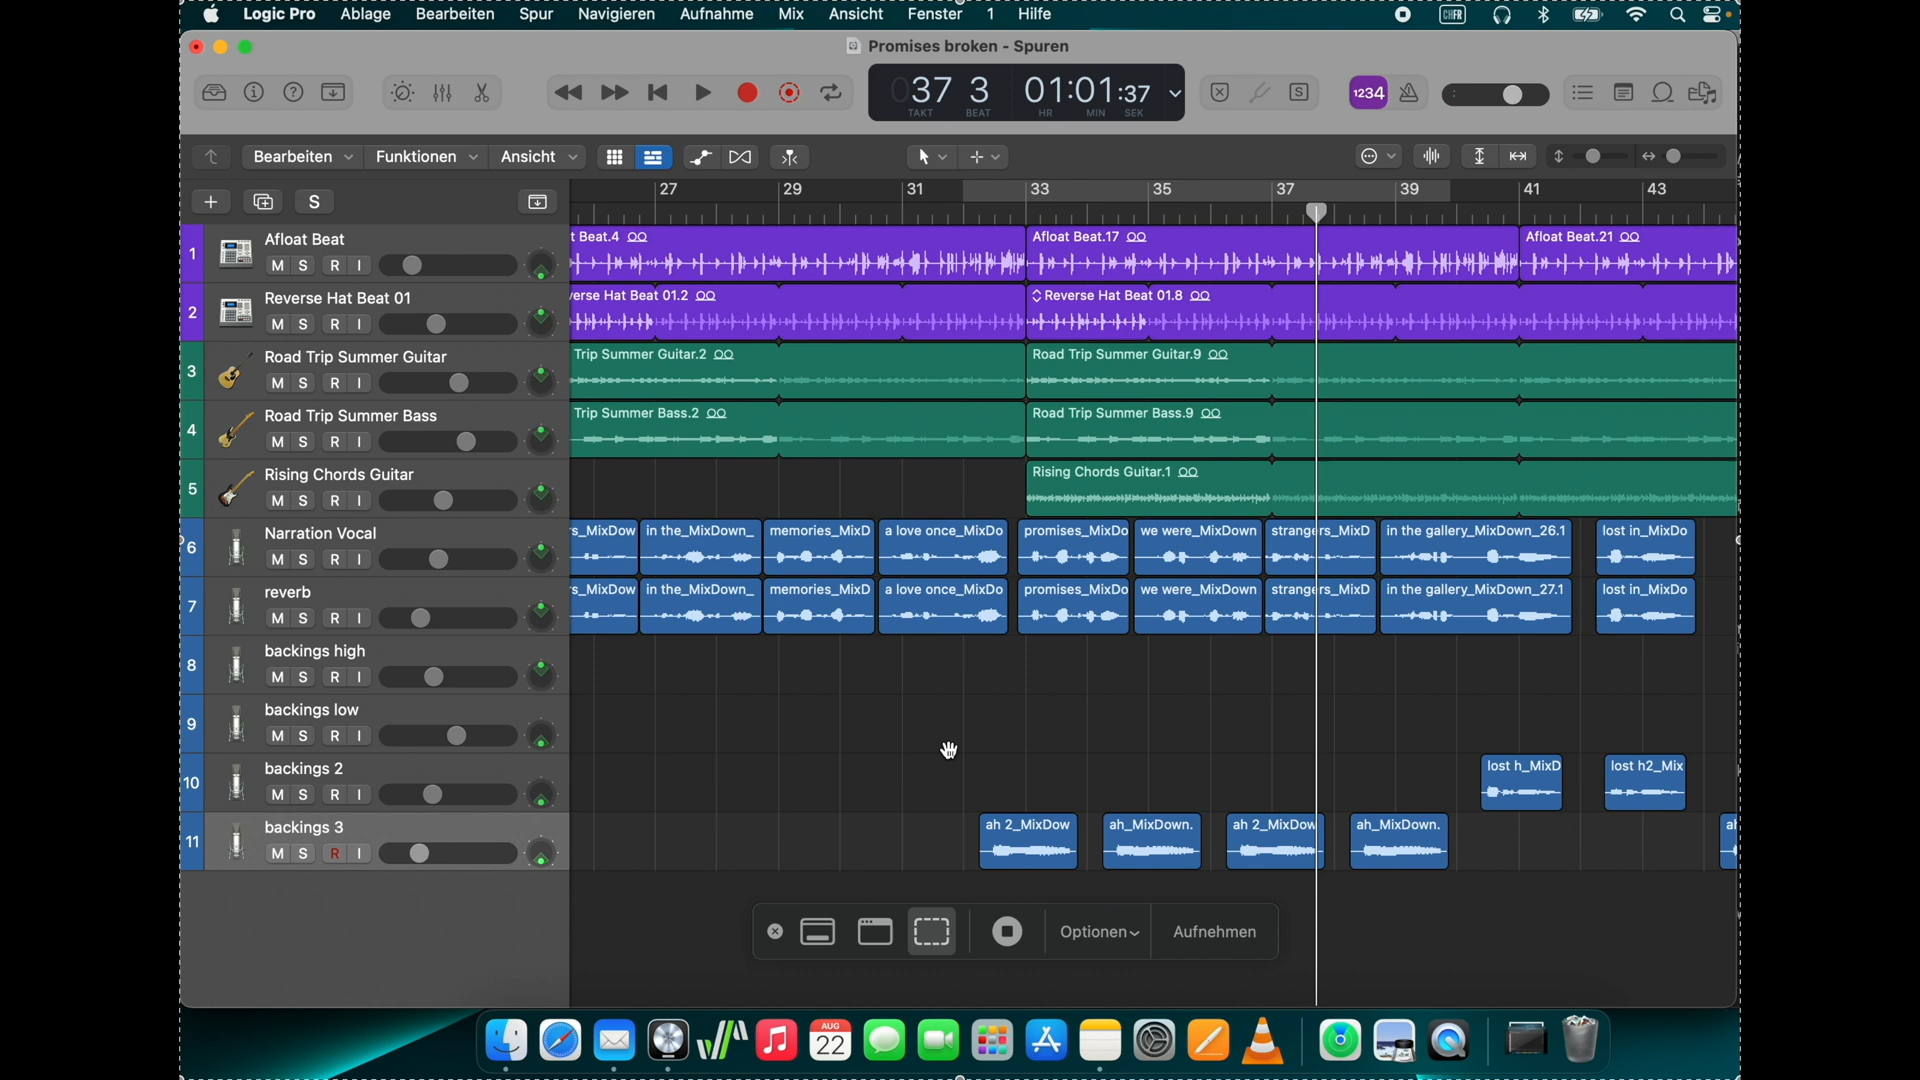 Logic Pro Ablage Bearbeiten Spur Navigieren Aufnahme Mix Ansicht Fenster 1 Hilfe
CHFR
Promises broken - Spuren
37 3 01:01:37
TAKT BEAT HR MIN SEK
S
1234
Bearbeiten Funktionen Ansicht
S
27 29 31 33 35 37 39 41 43
1 Afloat Beat
M S R I
t Beat.4 Afloat Beat.17 Afloat Beat.21
2 Reverse Hat Beat 01
M S R I
verse Hat Beat 01.2 Reverse Hat Beat 01.8
3 Road Trip Summer Guitar
M S R I
Trip Summer Guitar.2 Road Trip Summer Guitar.9
4 Road Trip Summer Bass
M S R I
Trip Summer Bass.2 Road Trip Summer Bass.9
5 Rising Chords Guitar
M S R I
Rising Chords Guitar.1
6 Narration Vocal
M S R I
rs_MixDow in the_MixDown_ memories_MixD a love once_MixDo promises_MixDo we were_MixDown strangers_MixD in the gallery_MixDown_26.1 lost in_MixDo
7 reverb
M S R I
rs_MixDow in the_MixDown_ memories_MixD a love once_MixDo promises_MixDo we were_MixDown strangers_MixD in the gallery_MixDown_27.1 lost in_MixDo
8 backings high
M S R I
9 backings low
M S R I
10 backings 2
M S R I
lost h_MixD lost h2_Mix
11 backings 3
M S R I
ah 2_MixDow ah_MixDown. ah 2_MixDow ah_MixDown. al
Optionen Aufnehmen
AUG
22